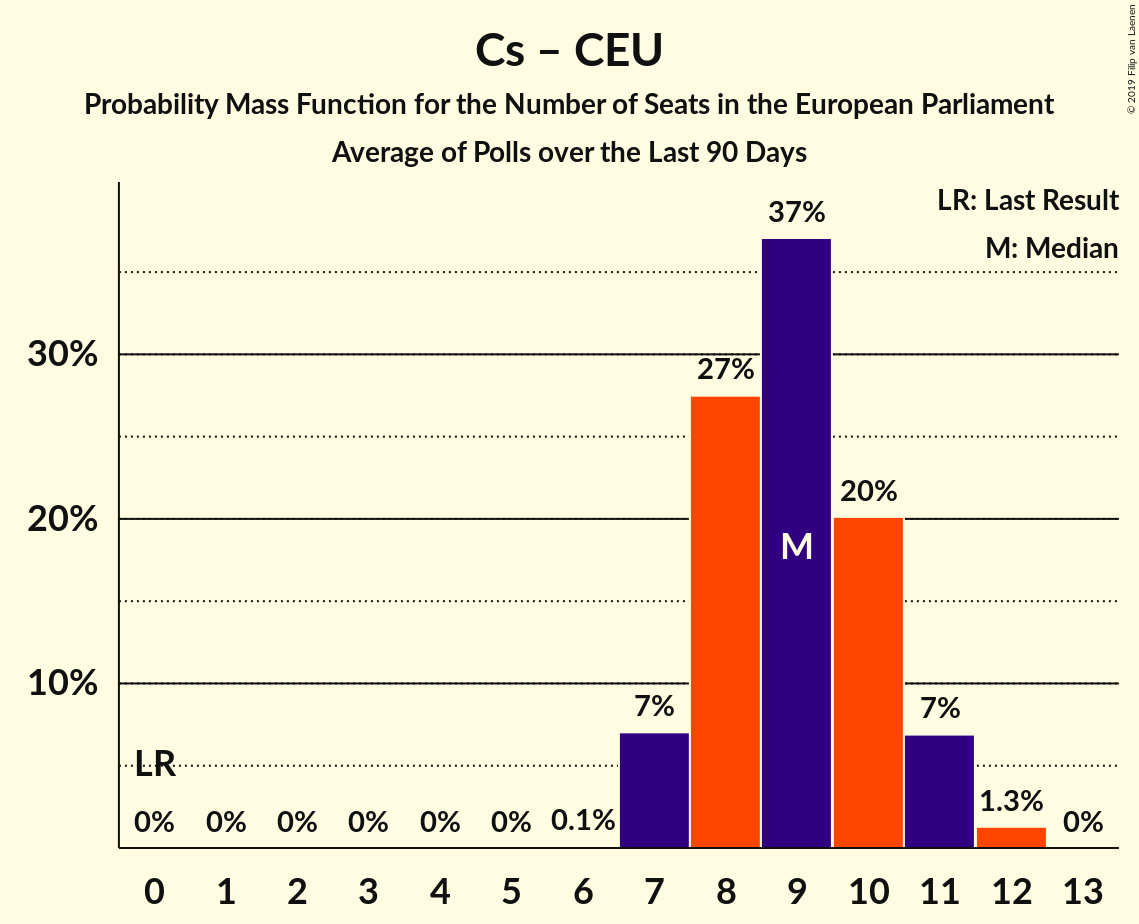 Cs – CEU
Probability Mass Function for the Number of Seats in the European Parliament
Average of Polls over the Last 90 Days
© 2019 Filip van Laenen
LR: Last Result
M: Median
37%
30%
27%
20%
20%
M
10%
7%
7%
LR
0% 0% 0% 0% 0% 0% 0.1% 1.3% 0%
0 1 2 3 4 5 6 7 8 9 10 11 12 13